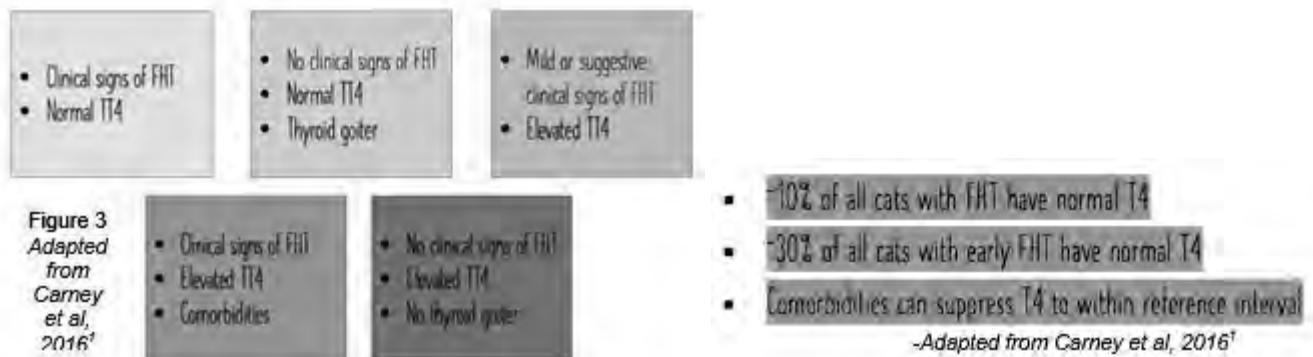 • Clinical signs of FHT
• Normal TT4
• No clinical signs of FHT
• Normal TT4
• Thyroid goiter
• Mild or suggestive clinical signs of FHT
• Elevated TT4
Figure 3
Adapted
from
Carney
et al,
2016¹
• Clinical signs of FHT
• Elevated TT4
• Comorbidities
• No clinical signs of FHT
• Elevated TT4
• No thyroid goiter
▪ ~10% of all cats with FHT have normal T4
▪ ~30% of all cats with early FHT have normal T4
▪ Comorbidities can suppress T4 to within reference interval
-Adapted from Carney et al, 2016¹